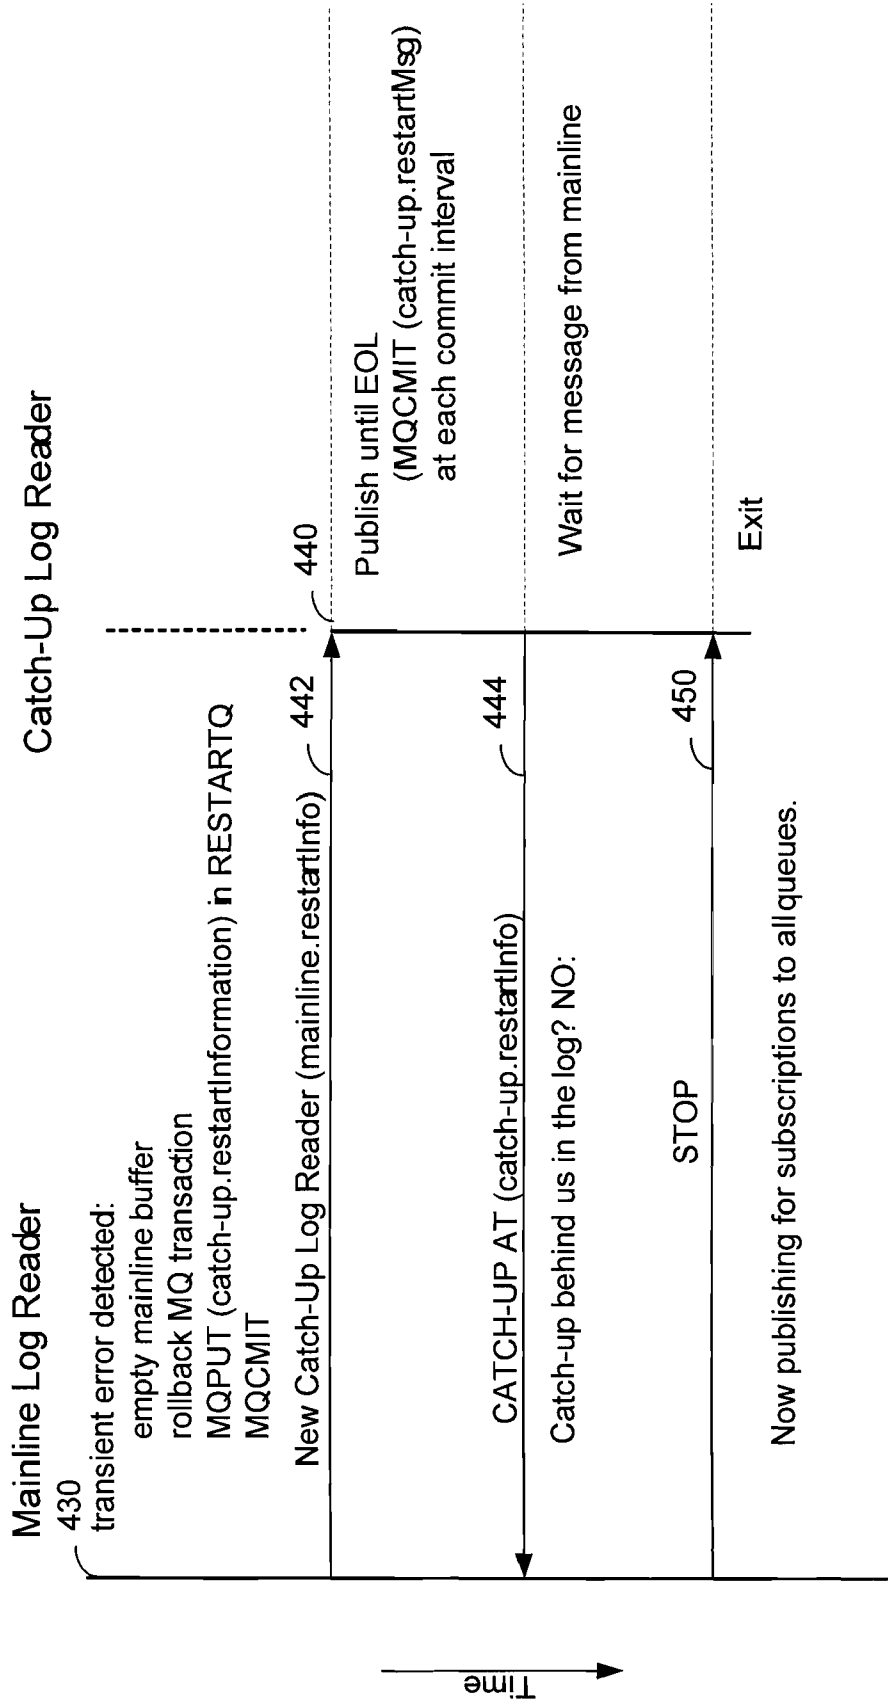 Mainline Log Reader
Catch-Up Log Reader
430
transient error detected:
empty mainline buffer
rollback MQ transaction
MQPUT (catch-up.restartInformation) in RESTARTQ
MQCMIT
New Catch-Up Log Reader (mainline.restartInfo)
442
440
Publish until EOL
(MQCMIT (catch-up.restartMsg)
at each commit interval
CATCH-UP AT (catch-up.restartInfo)
444
Catch-up behind us in the log? NO:
Wait for message from mainline
STOP
450
Exit
Now publishing for subscriptions to all queues.
Time